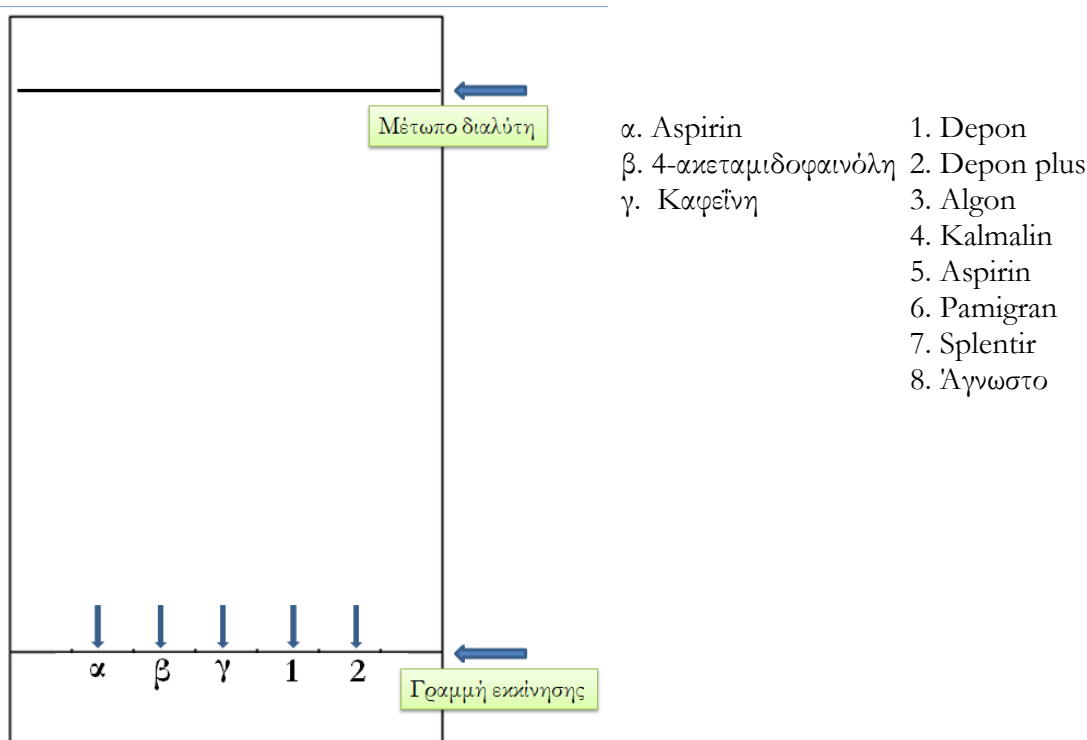 Μέτωπο διαλύτη
α. Aspirin
β. 4-ακεταμιδοφαινόλη
γ. Καφεΐνη
1. Depon
2. Depon plus
3. Algon
4. Kalmalin
5. Aspirin
6. Pamigran
7. Splentir
8. Άγνωστο
α β γ 1 2
Γραμμή εκκίνησης